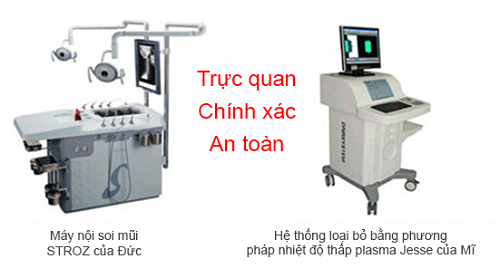 Trực quan
Chính xác
An toàn
Máy nội soi mũi
STROZ của Đức
Hệ thống loại bỏ bằng phương
pháp nhiệt độ thấp plasma Jesse của Mĩ